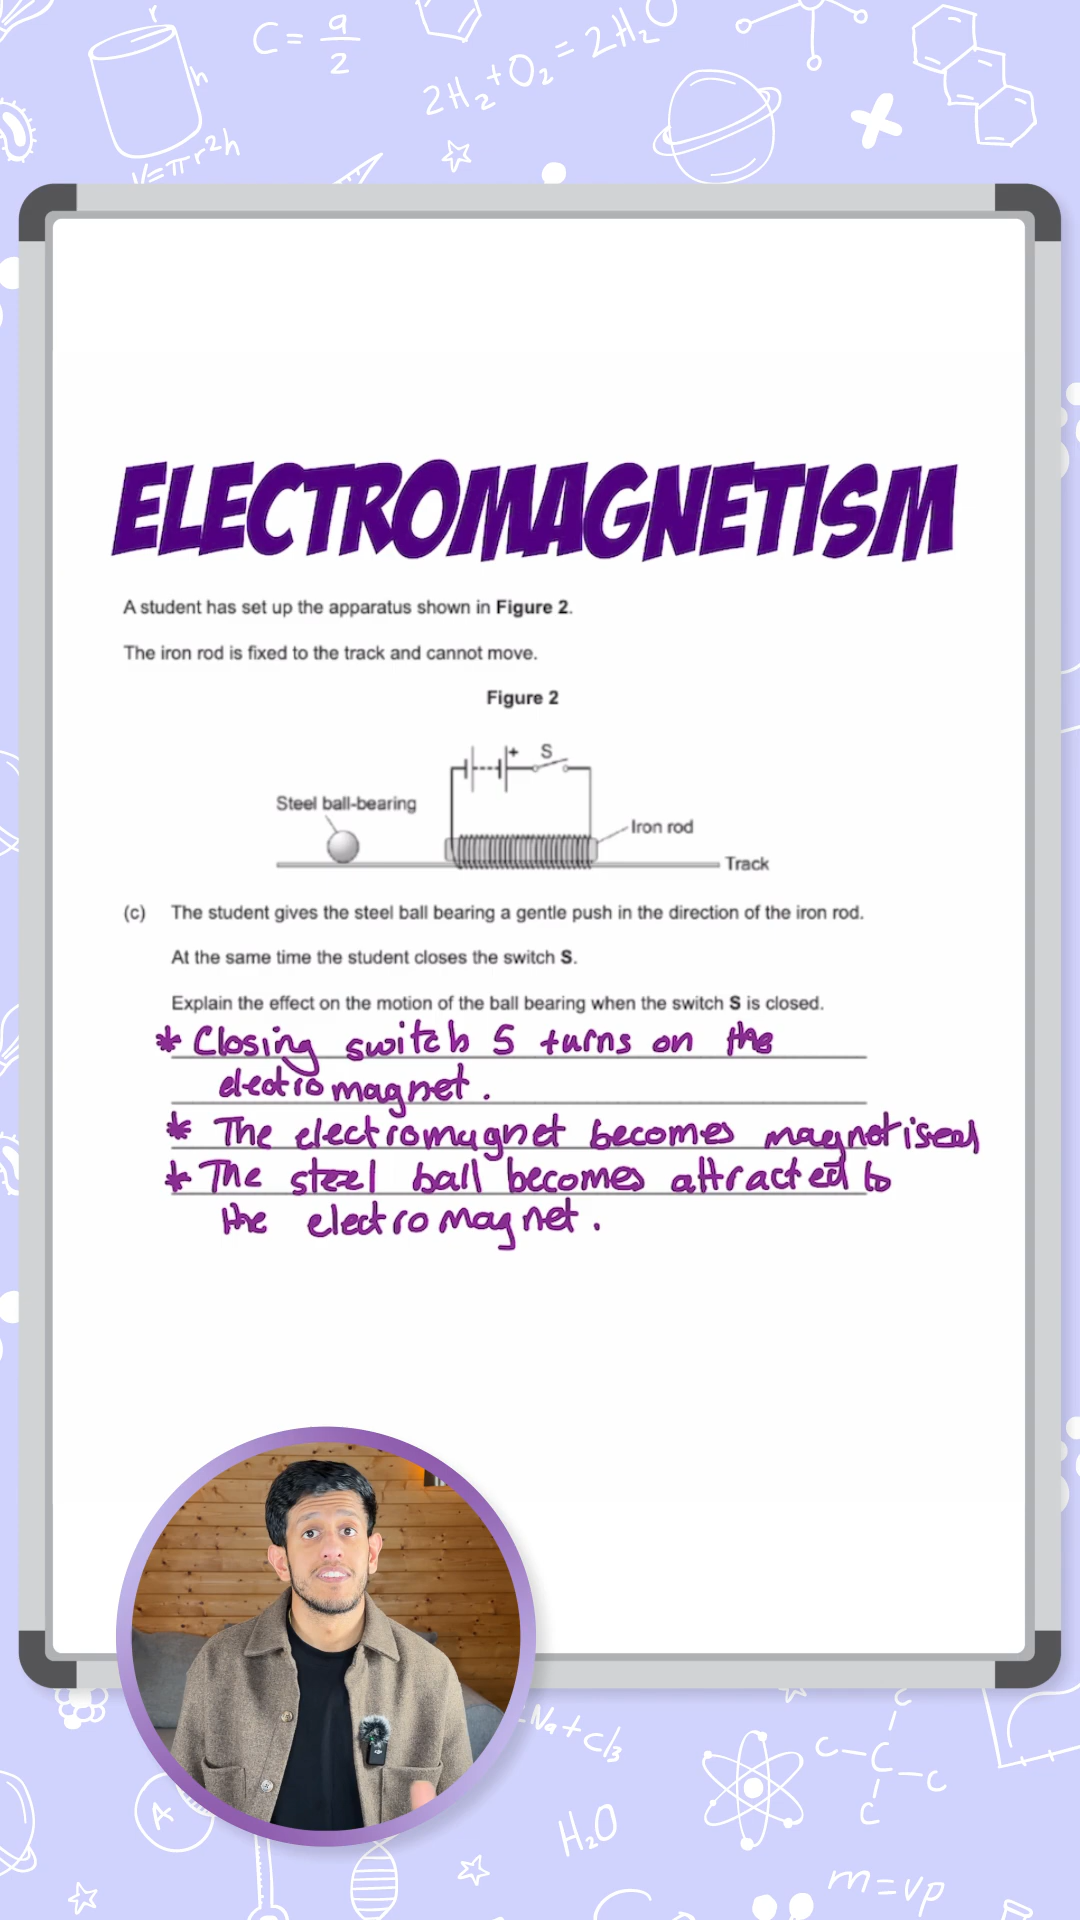 r
C = q/2
h
V=πr²h
2H₂+O₂=2H₂O
ELECTROMAGNETISM
A student has set up the apparatus shown in Figure 2.
The iron rod is fixed to the track and cannot move.
Figure 2
+ S
Steel ball-bearing
Iron rod
Track
(c) The student gives the steel ball bearing a gentle push in the direction of the iron rod.
At the same time the student closes the switch S.
Explain the effect on the motion of the ball bearing when the switch S is closed.
* Closing switch S turns on the
electromagnet.
* The electromagnet becomes magnetised
* The steel ball becomes attracted to
the electromagnet.
Na+Cl₃
C
C-C-C
C
A
H₂O
m=vp